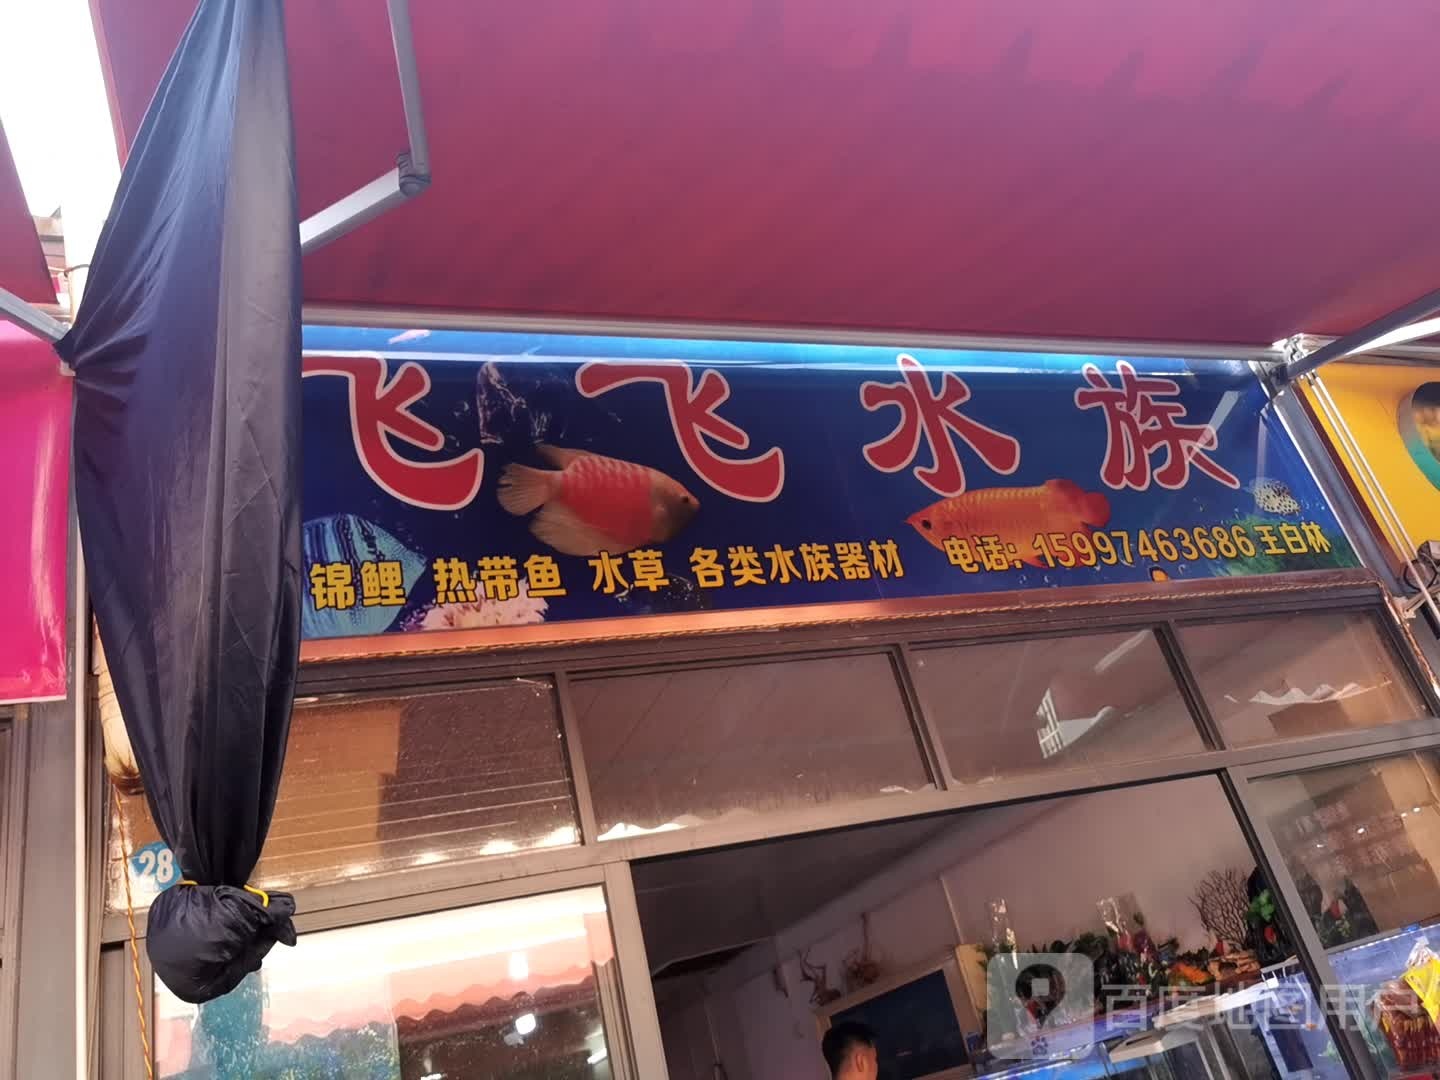 飞飞水族
锦鲤 热带鱼 水草 各类水族器材 电话：15997463686 王白林
28
百度地图用户